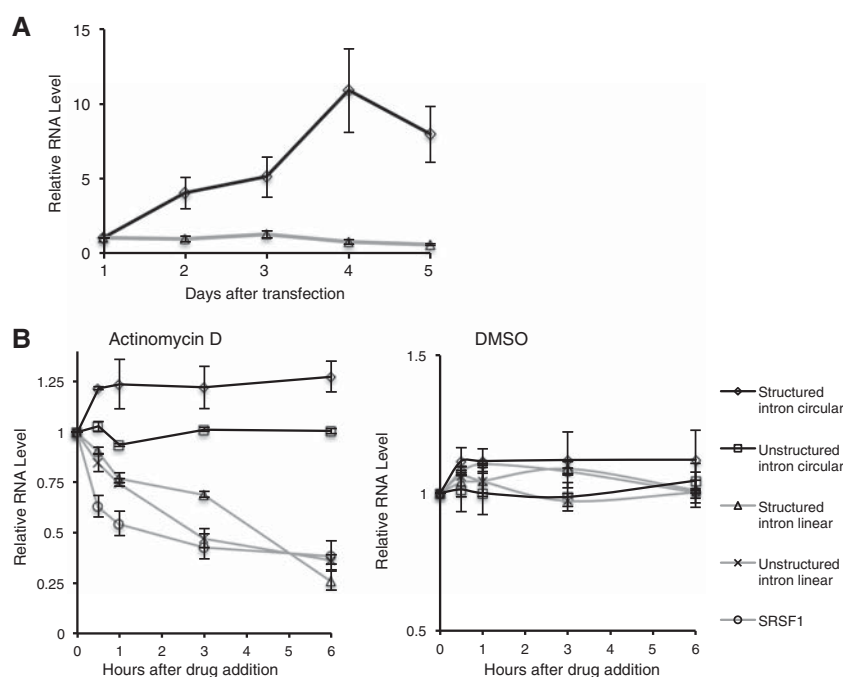 A
15
10
5
0
Relative RNA Level
1 2 3 4 5
Days after transfection
B
Actinomycin D
1.25
1
0.75
0.5
0.25
0
Relative RNA Level
0 1 2 3 4 5 6
Hours after drug addition
DMSO
1.5
1.0
0.5
Relative RNA Level
0 1 2 3 4 5 6
Hours after drug addition
Structured
intron circular
Unstructured
intron circular
Structured
intron linear
Unstructured
intron linear
SRSF1